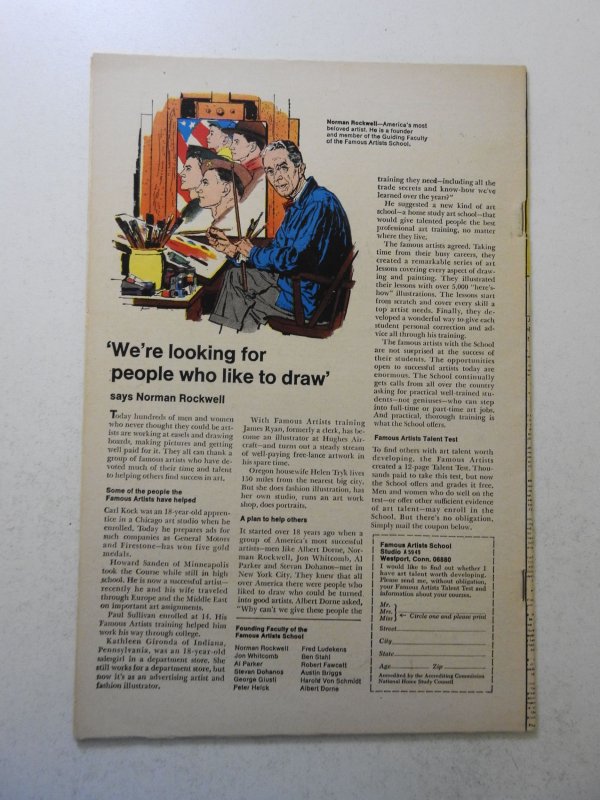 Norman Rockwell—America's most
beloved artist. He is a founder
and member of the Guiding Faculty
of the Famous Artists School.
'We're looking for
people who like to draw'
says Norman Rockwell
Today hundreds of men and women
who never thought they could be art-
ists are working at easels and drawing
boards, making pictures and getting
well paid for it. They all can thank a
group of famous artists who have de-
voted much of their time and talent
to helping others find success in art.
Some of the people the
Famous Artists have helped
Carl Kock was an 18-year-old appren-
tice in a Chicago art studio when he
enrolled. Today he prepares ads for
such companies as General Motors
and Firestone—has won five gold
medals.
Howard Sanden of Minneapolis
took the Course while still in high
school. He is now a successful artist—
recently he and his wife traveled
through Europe and the Middle East
on important art assignments.
Paul Sullivan enrolled at 14. His
Famous Artists training helped him
work his way through college.
Kathleen Gironda of Indiana,
Pennsylvania, was an 18-year-old
salesgirl in a department store. She
still works for a department store, but
now it's as an advertising artist and
fashion illustrator.
With Famous Artists training
James Ryan, formerly a clerk, has be-
come an illustrator at Hughes Air-
craft—and turns out a steady stream
of well-paying free-lance artwork in
his spare time.
Oregon housewife Helen Tryk lives
150 miles from the nearest big city.
But she does fashion illustration, has
her own studio, runs an art work
shop, does portraits.
A plan to help others
It started over 18 years ago when a
group of America's most successful
artists—men like Albert Dorne, Nor-
man Rockwell, Jon Whitcomb, Al
Parker and Stevan Dohanos—met in
New York City. They knew that all
over America there were people who
liked to draw who could be turned
into good artists. Albert Dorne asked,
"Why can't we give these people the
Founding Faculty of the
Famous Artists School
Norman Rockwell
Jon Whitcomb
Al Parker
Stevan Dohanos
George Giusti
Peter Helck
Fred Ludekens
Ben Stahl
Robert Fawcett
Austin Briggs
Harold Von Schmidt
Albert Dorne
training they need—including all the
trade secrets and know-how we've
learned over the years?"
He suggested a new kind of art
school—a home study art school—that
would give talented people the best
professional art training, no matter
where they live.
The famous artists agreed. Taking
time from their busy careers, they
created a remarkable series of art
lessons covering every aspect of draw-
ing and painting. They illustrated
their lessons with over 5,000 "here's-
how" illustrations. The lessons start
from scratch and cover every skill a
top artist needs. Finally, they de-
veloped a wonderful way to give each
student personal correction and ad-
vice all through his training.
The famous artists with the School
are not surprised at the success of
their students. The opportunities
open to successful artists today are
enormous. The School continually
gets calls from all over the country
asking for practical well-trained stu-
dents—not geniuses—who can step
into full-time or part-time art jobs.
And practical, thorough training is
what the School offers.
Famous Artists Talent Test
To find others with art talent worth
developing, the Famous Artists
created a 12-page Talent Test. Thou-
sands paid to take this test, but now
the School offers and grades it free.
Men and women who do well on the
test—or offer other sufficient evidence
of art talent—may enroll in the
School. But there's no obligation.
Simply mail the coupon below.
Famous Artists School
Studio A 5949
Westport, Conn. 06880
I would like to find out whether I
have art talent worth developing.
Please send me, without obligation,
your Famous Artists Talent Test and
information about your courses.
Mr.
Mrs. ← Circle one and please print
Miss
Street
City
State
Age Zip
Accredited by the Accrediting Commission
National Home Study Council